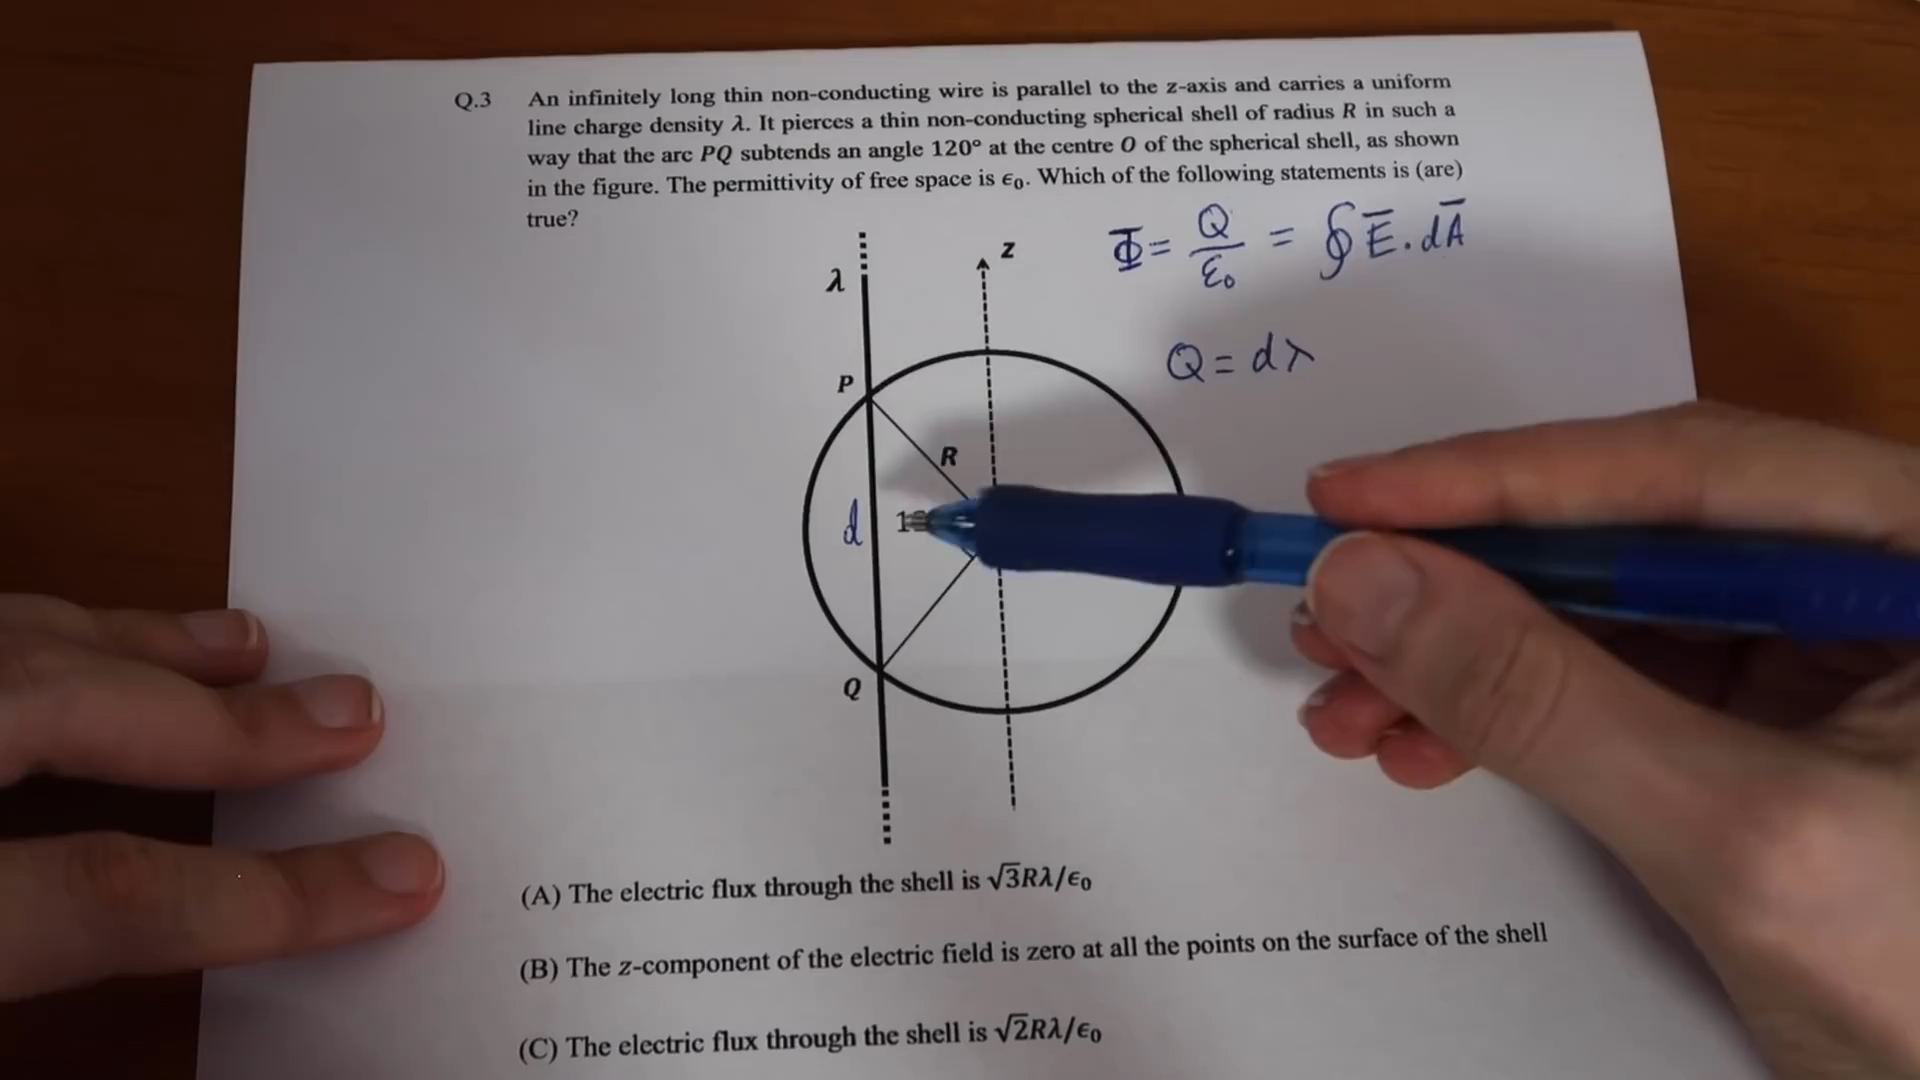 Q.3 An infinitely long thin non-conducting wire is parallel to the z-axis and carries a uniform
line charge density λ. It pierces a thin non-conducting spherical shell of radius R in such a
way that the arc PQ subtends an angle 120° at the centre O of the spherical shell, as shown
in the figure. The permittivity of free space is ϵ₀. Which of the following statements is (are)
true?
Φ = Q/ε₀ = ∮ E̅ . dA̅
z
λ
Q = dλ
P
R
d
Q
(A) The electric flux through the shell is √3Rλ/ϵ₀
(B) The z-component of the electric field is zero at all the points on the surface of the shell
(C) The electric flux through the shell is √2Rλ/ϵ₀